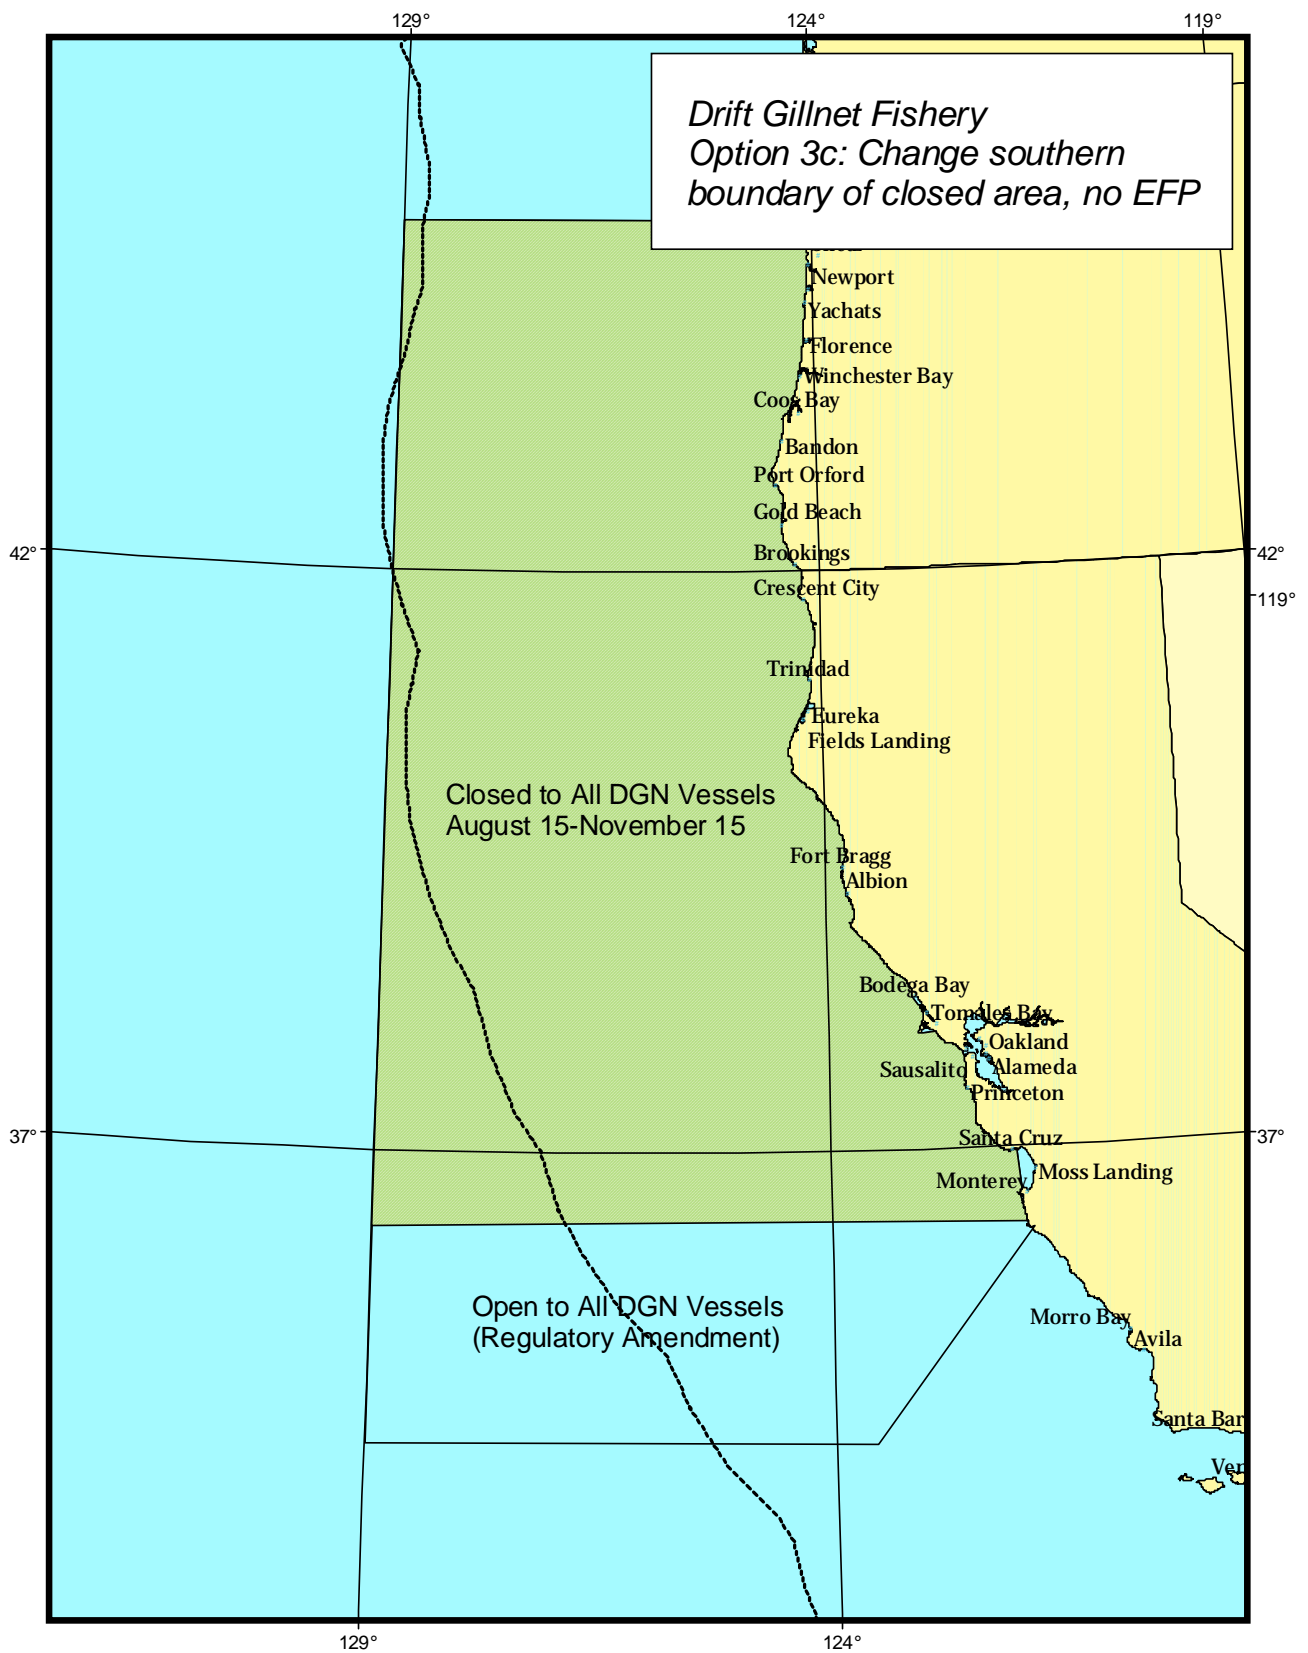 129°
124°
119°
Drift Gillnet Fishery
Option 3c: Change southern
boundary of closed area, no EFP
Newport
Yachats
Florence
Winchester Bay
Coos Bay
Bandon
Port Orford
Gold Beach
42°
Brookings
42°
Crescent City
119°
Trinidad
Eureka
Fields Landing
Closed to All DGN Vessels
August 15-November 15
Fort Bragg
Albion
Bodega Bay
Tomales Bay
Oakland
Sausalito
Alameda
Princeton
37°
Santa Cruz
37°
Moss Landing
Monterey
Open to All DGN Vessels
(Regulatory Amendment)
Morro Bay
Avila
Santa Bar
Ven
129°
124°